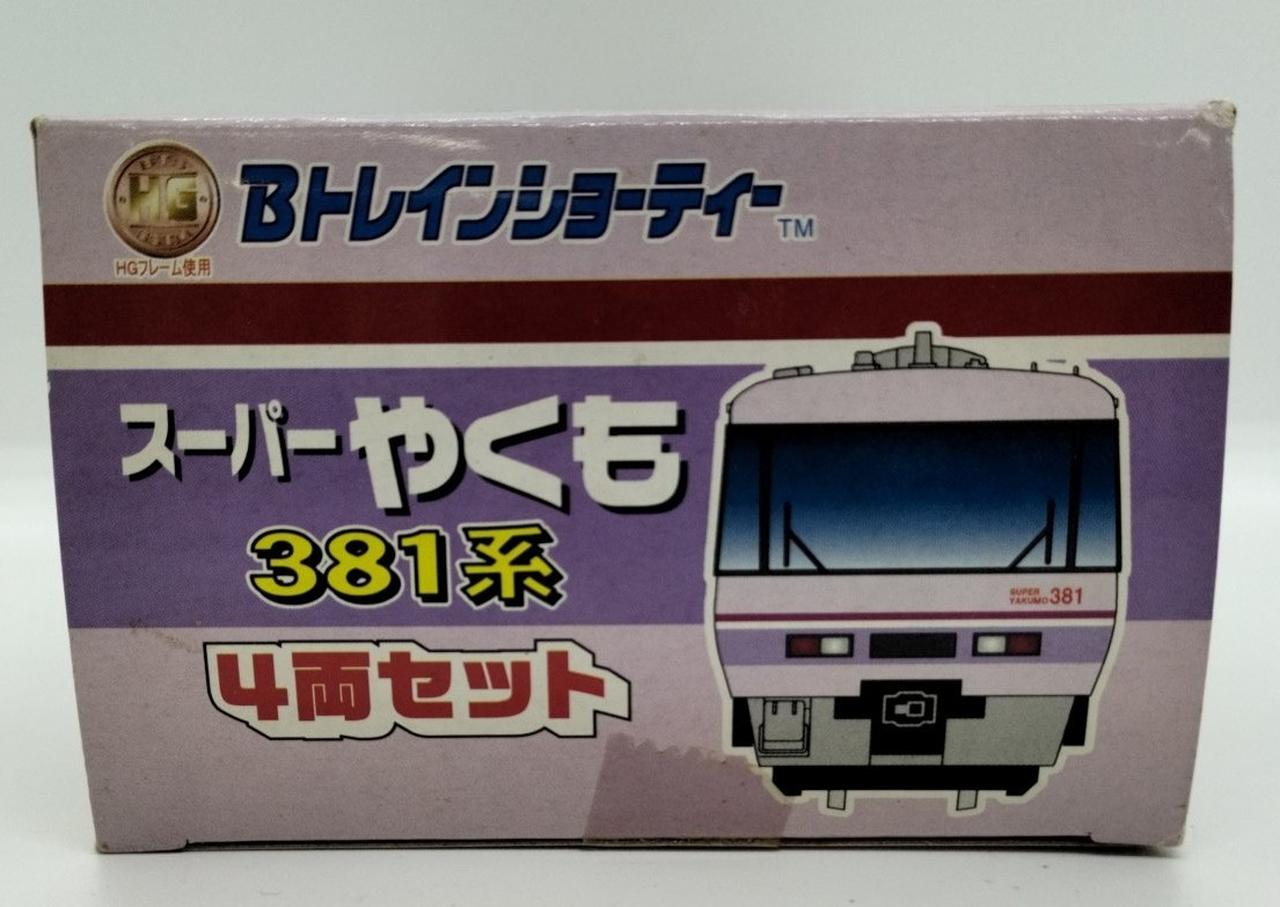 HG
HGフレーム使用
BトレインショーティーTM
スーパーやくも
381系
4両セット
SUPER
YAKUMO 381